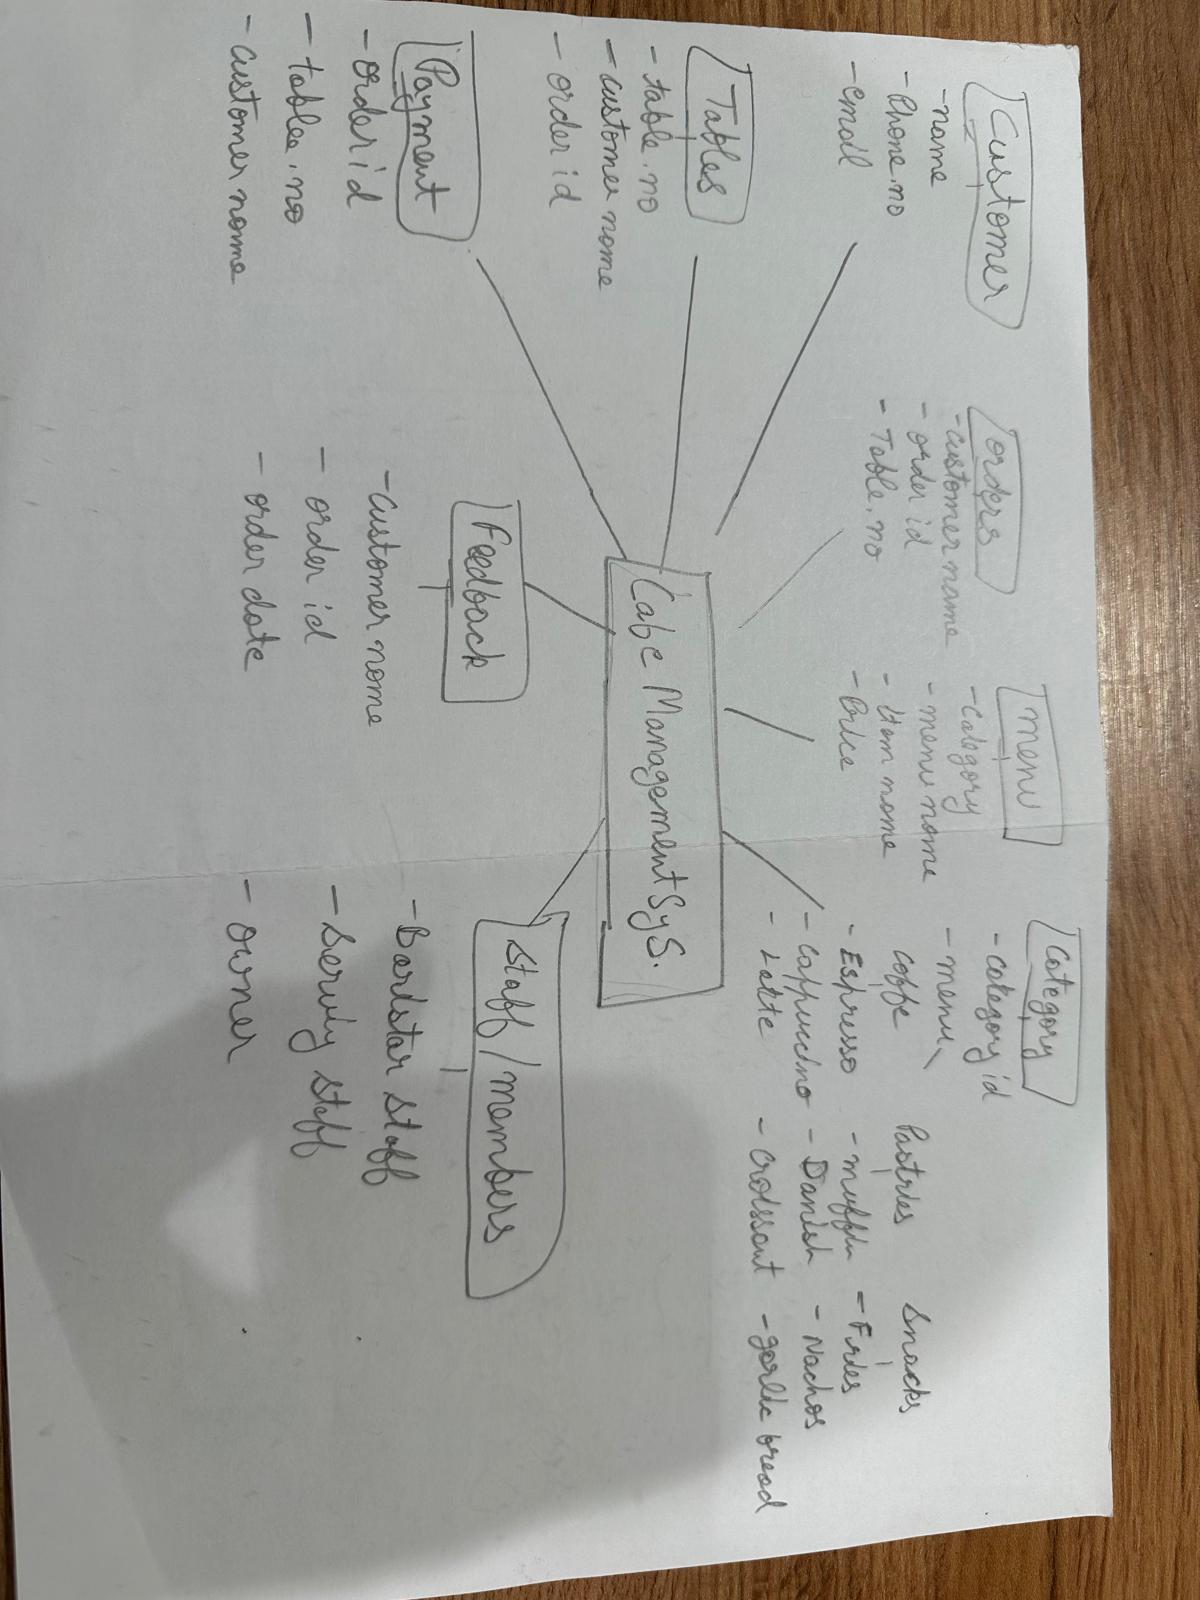 Customer
-name
-Phone.no
-email
orders
-customer name
- order id
- Table.no
menu
-category
-menu name
-Item name
-Price
category
-category id
-menu
coffe
- Espresso
- cappuccino
- Latte
Pastries
- muffin
- Danish
- croissant
snacks
- Fries
- Nachos
- garlic bread
Tables
-table.no
-customer name
- order id
Cafe Management Sys.
Payment
-order id
- table.no
-customer name
Feedback
-customer name
- order id
- order date
staff/members
-Baristar staff
- Serving staff
- owner